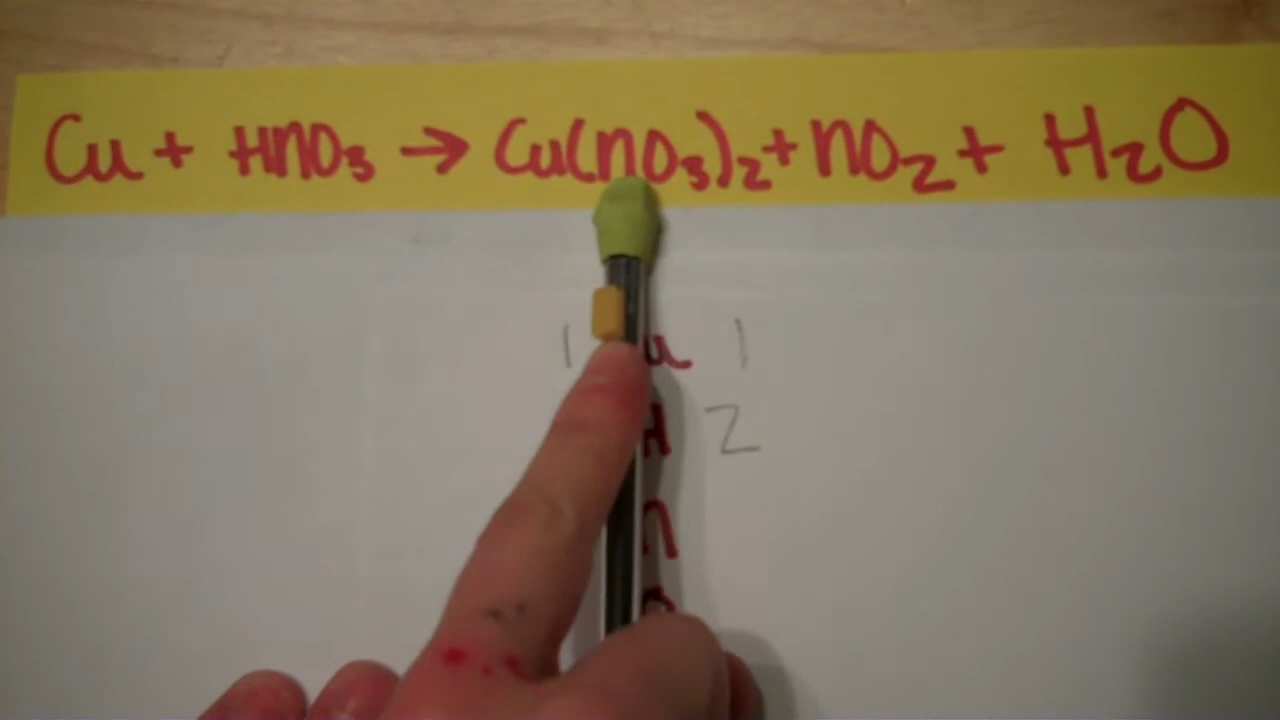 Cu + HNO₃ → Cu(NO₃)₂ + NO₂ + H₂O
1 u 1
H 2
n